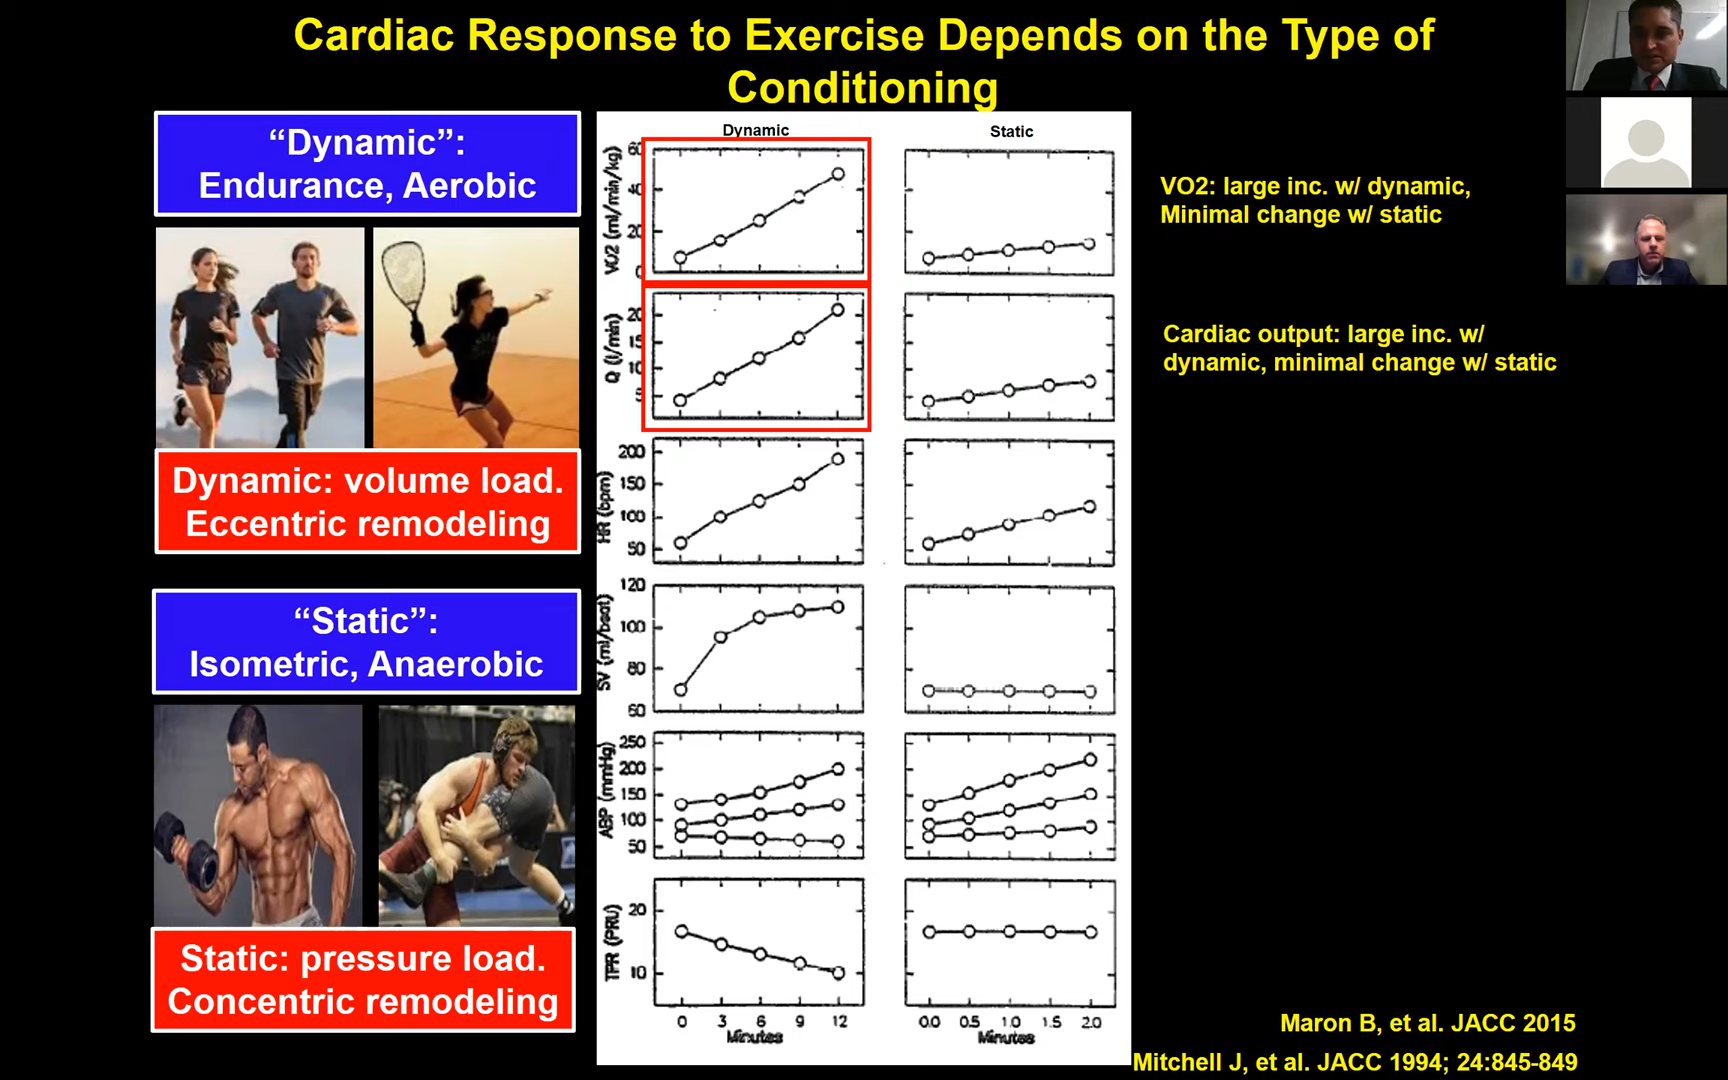 Cardiac Response to Exercise Depends on the Type of
Conditioning
“Dynamic”:
Endurance, Aerobic
Dynamic: volume load.
Eccentric remodeling
“Static”:
Isometric, Anaerobic
Static: pressure load.
Concentric remodeling
Dynamic
Static
VO2 (ml/min/kg)
60
40
20
0
Q (l/min)
20
15
10
5
HR (bpm)
200
150
100
50
SV (ml/beat)
120
100
80
60
ABP (mmHg)
250
200
150
100
50
TPR (PRU)
20
10
0 3 6 9 12
Minutes
0.0 0.5 1.0 1.5 2.0
Minutes
VO2: large inc. w/ dynamic,
Minimal change w/ static
Cardiac output: large inc. w/
dynamic, minimal change w/ static
Maron B, et al. JACC 2015
Mitchell J, et al. JACC 1994; 24:845-849